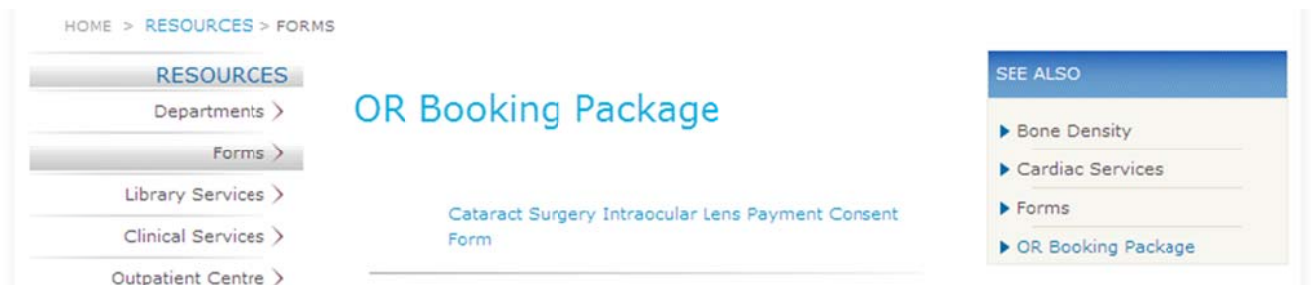 HOME > RESOURCES > FORMS
RESOURCES
Departments >
Forms >
Library Services >
Clinical Services >
Outpatient Centre >
OR Booking Package
Cataract Surgery Intraocular Lens Payment Consent
Form
SEE ALSO
Bone Density
Cardiac Services
Forms
OR Booking Package